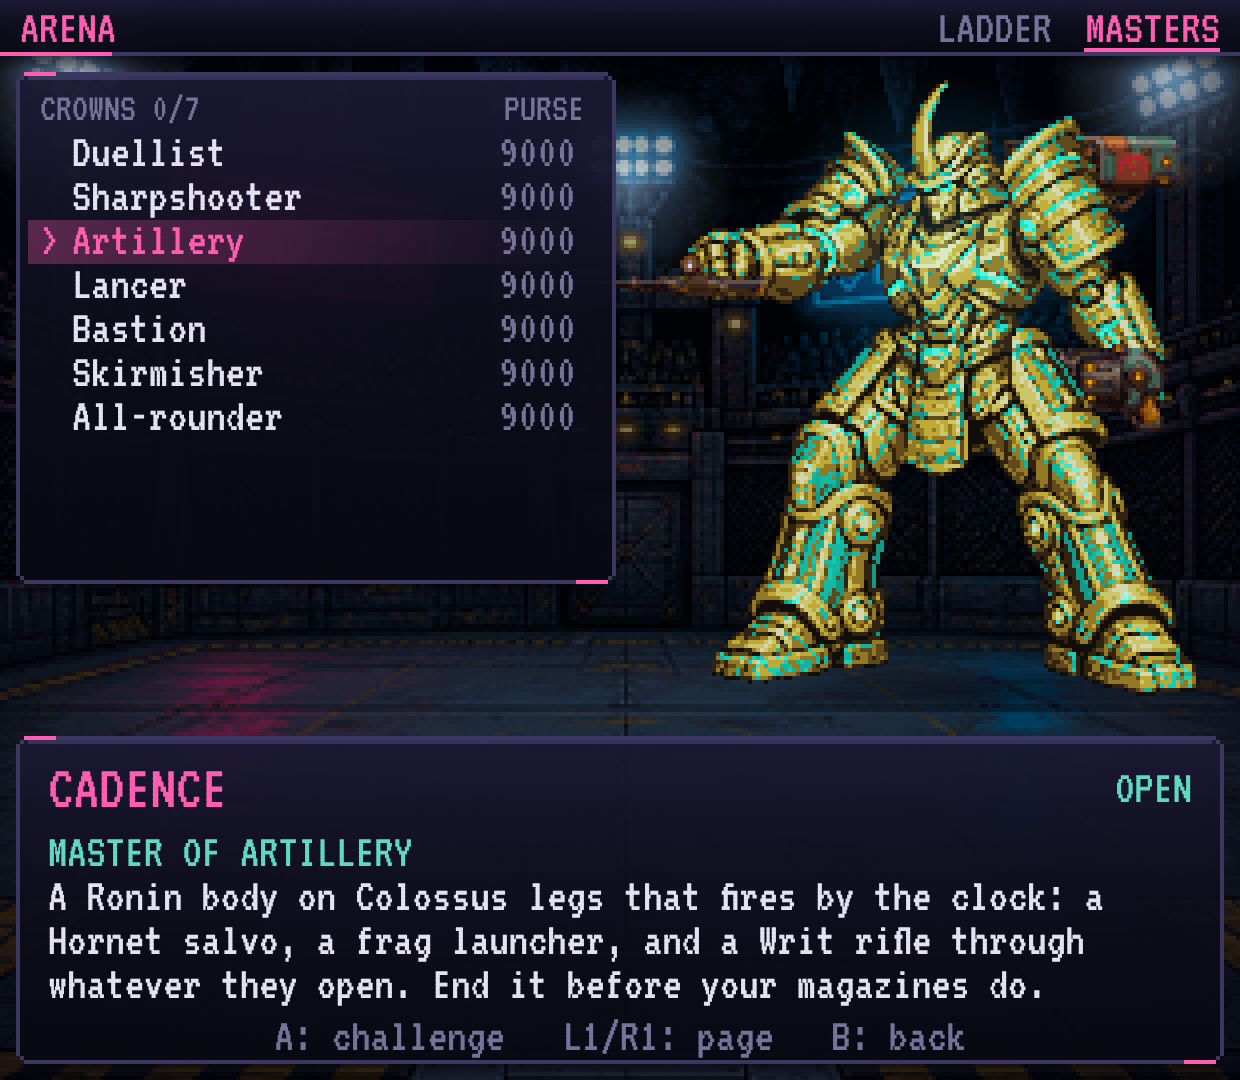 ARENA LADDER MASTERS
CROWNS 0/7 PURSE
Duellist 9000
Sharpshooter 9000
> Artillery 9000
Lancer 9000
Bastion 9000
Skirmisher 9000
All-rounder 9000
CADENCE OPEN
MASTER OF ARTILLERY
A Ronin body on Colossus legs that fires by the clock: a
Hornet salvo, a frag launcher, and a Writ rifle through
whatever they open. End it before your magazines do.
A: challenge L1/R1: page B: back